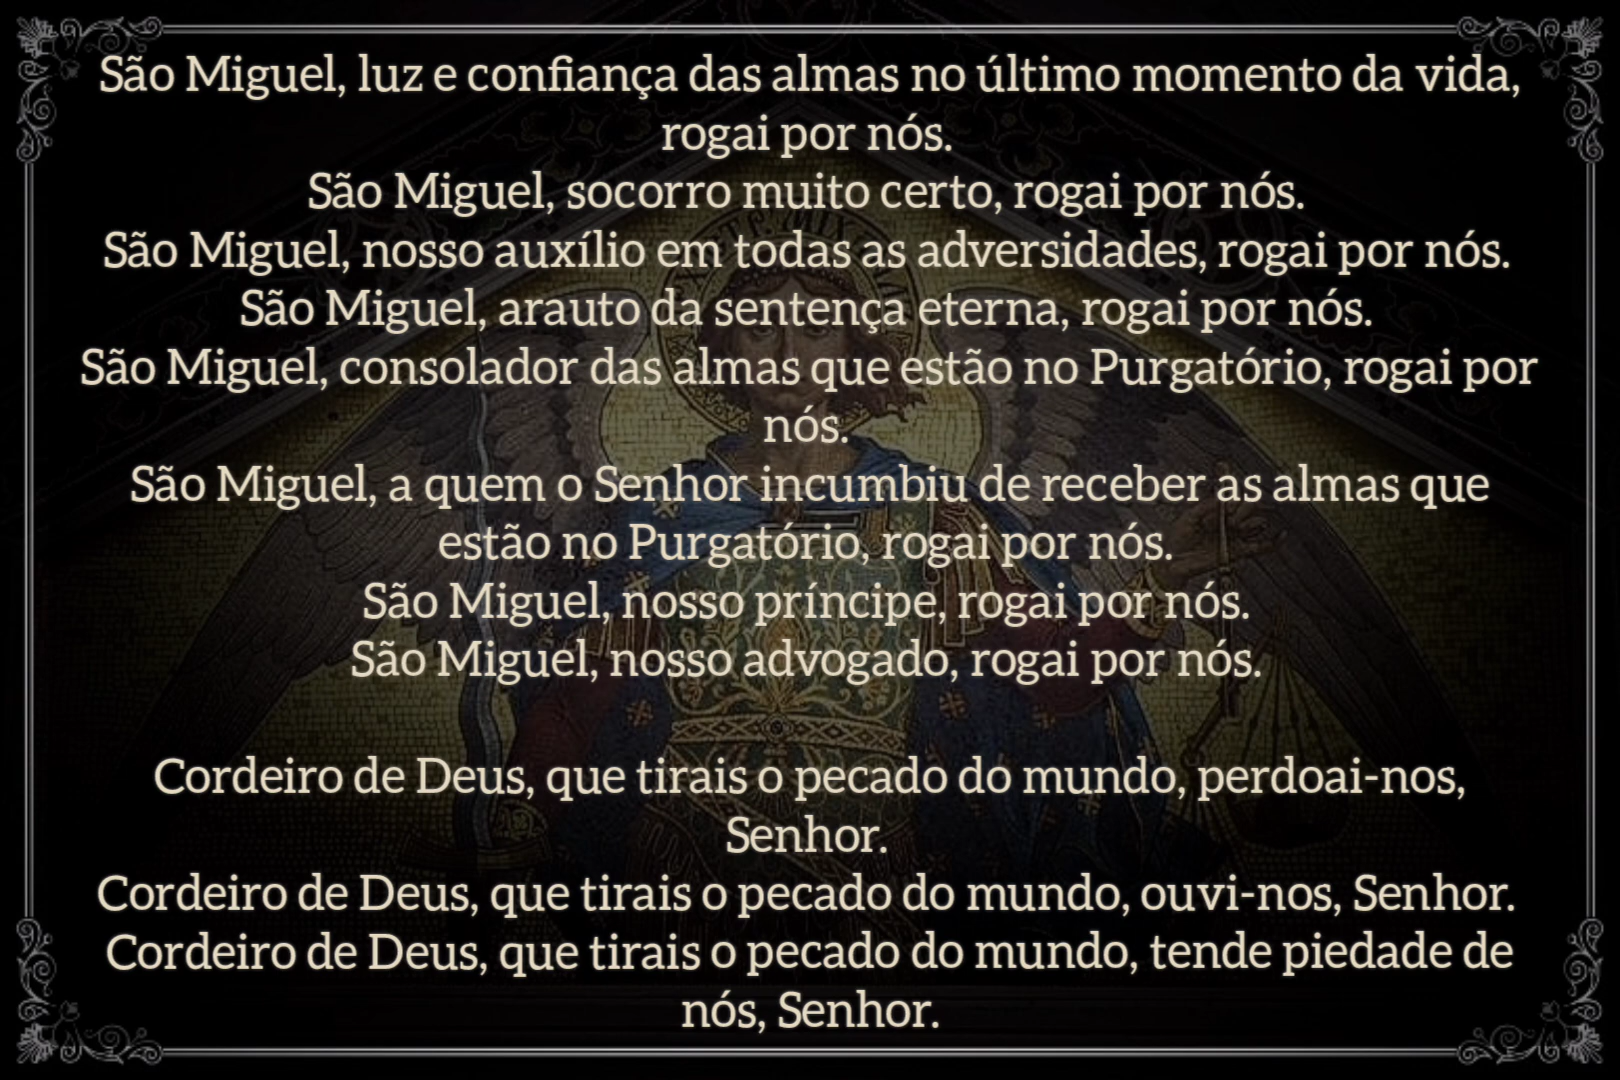 São Miguel, luz e confiança das almas no último momento da vida,
rogai por nós.
São Miguel, socorro muito certo, rogai por nós.
São Miguel, nosso auxílio em todas as adversidades, rogai por nós.
São Miguel, arauto da sentença eterna, rogai por nós.
São Miguel, consolador das almas que estão no Purgatório, rogai por
nós.
São Miguel, a quem o Senhor incumbiu de receber as almas que
estão no Purgatório, rogai por nós.
São Miguel, nosso príncipe, rogai por nós.
São Miguel, nosso advogado, rogai por nós.
Cordeiro de Deus, que tirais o pecado do mundo, perdoai-nos,
Senhor.
Cordeiro de Deus, que tirais o pecado do mundo, ouvi-nos, Senhor.
Cordeiro de Deus, que tirais o pecado do mundo, tende piedade de
nós, Senhor.